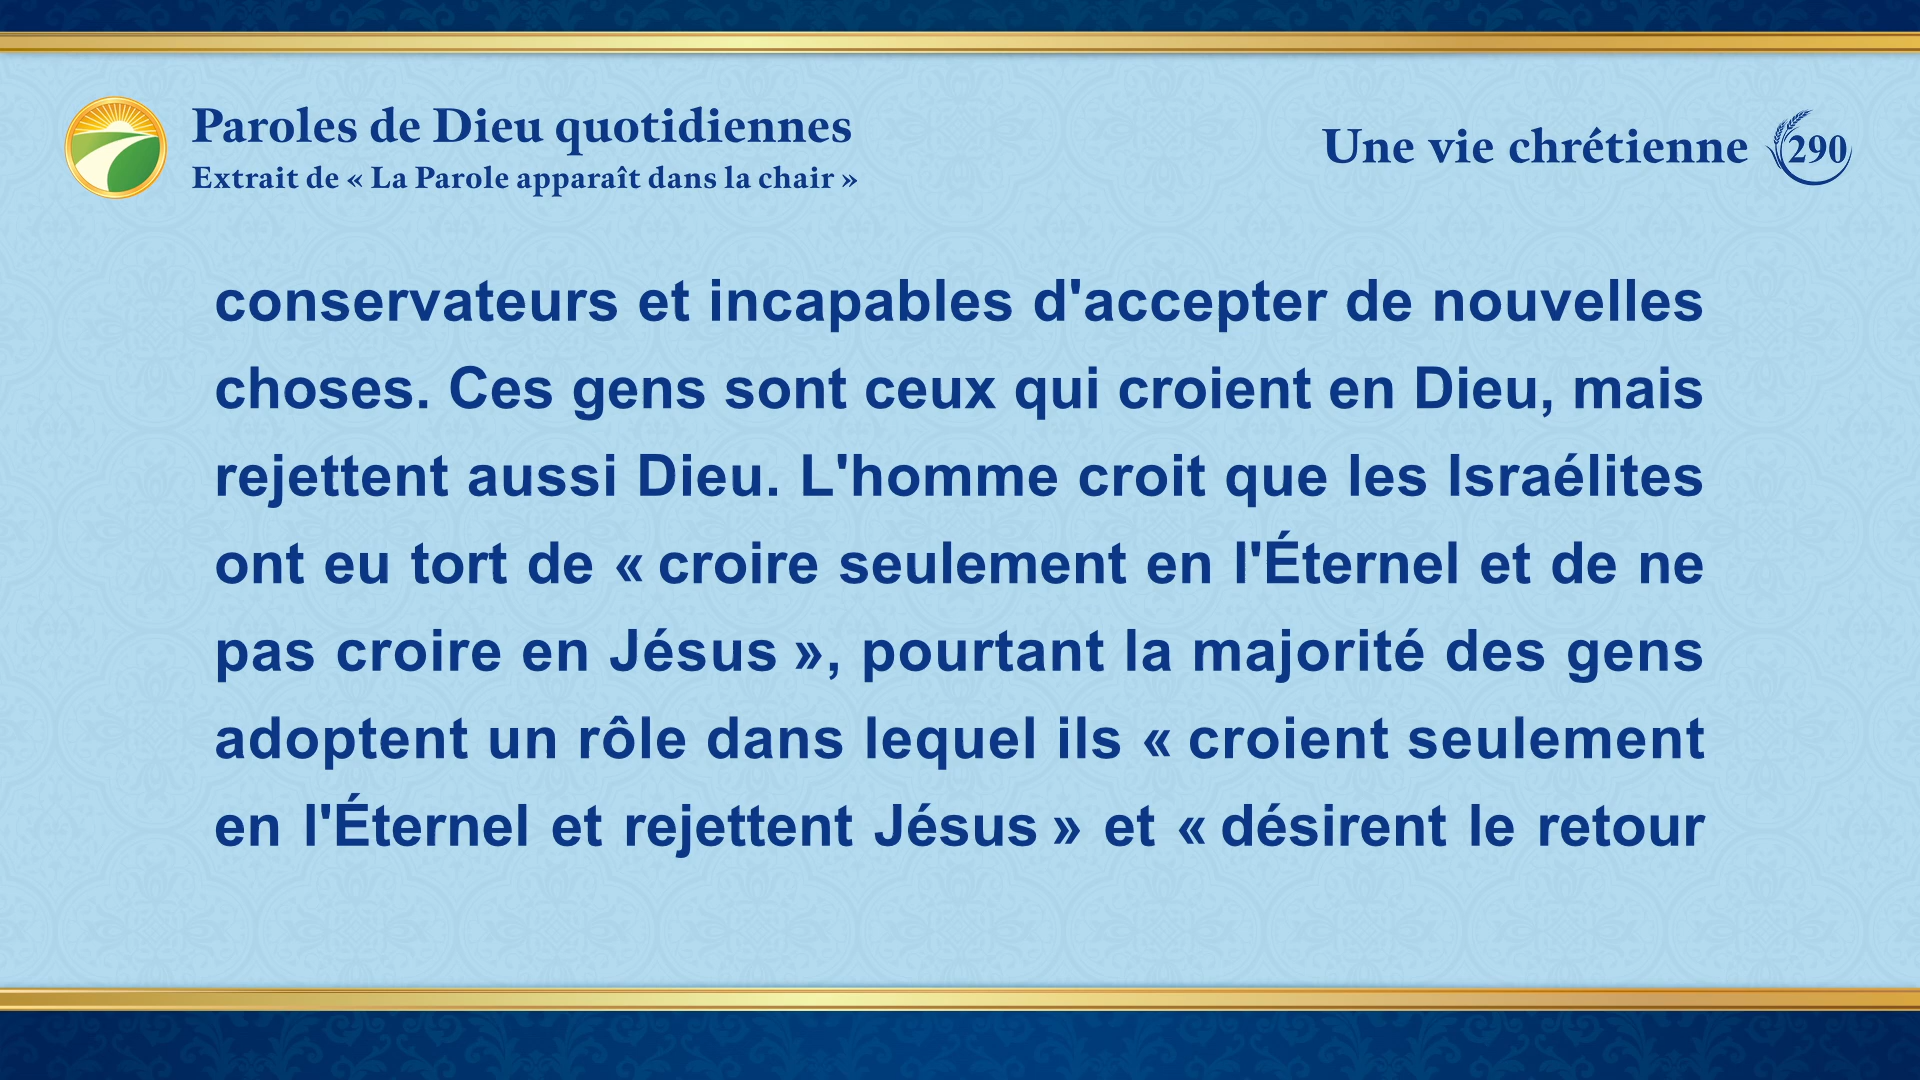 Paroles de Dieu quotidiennes
Extrait de « La Parole apparaît dans la chair »
Une vie chrétienne 290
conservateurs et incapables d'accepter de nouvelles
choses. Ces gens sont ceux qui croient en Dieu, mais
rejettent aussi Dieu. L'homme croit que les Israélites
ont eu tort de « croire seulement en l'Éternel et de ne
pas croire en Jésus », pourtant la majorité des gens
adoptent un rôle dans lequel ils « croient seulement
en l'Éternel et rejettent Jésus » et « désirent le retour